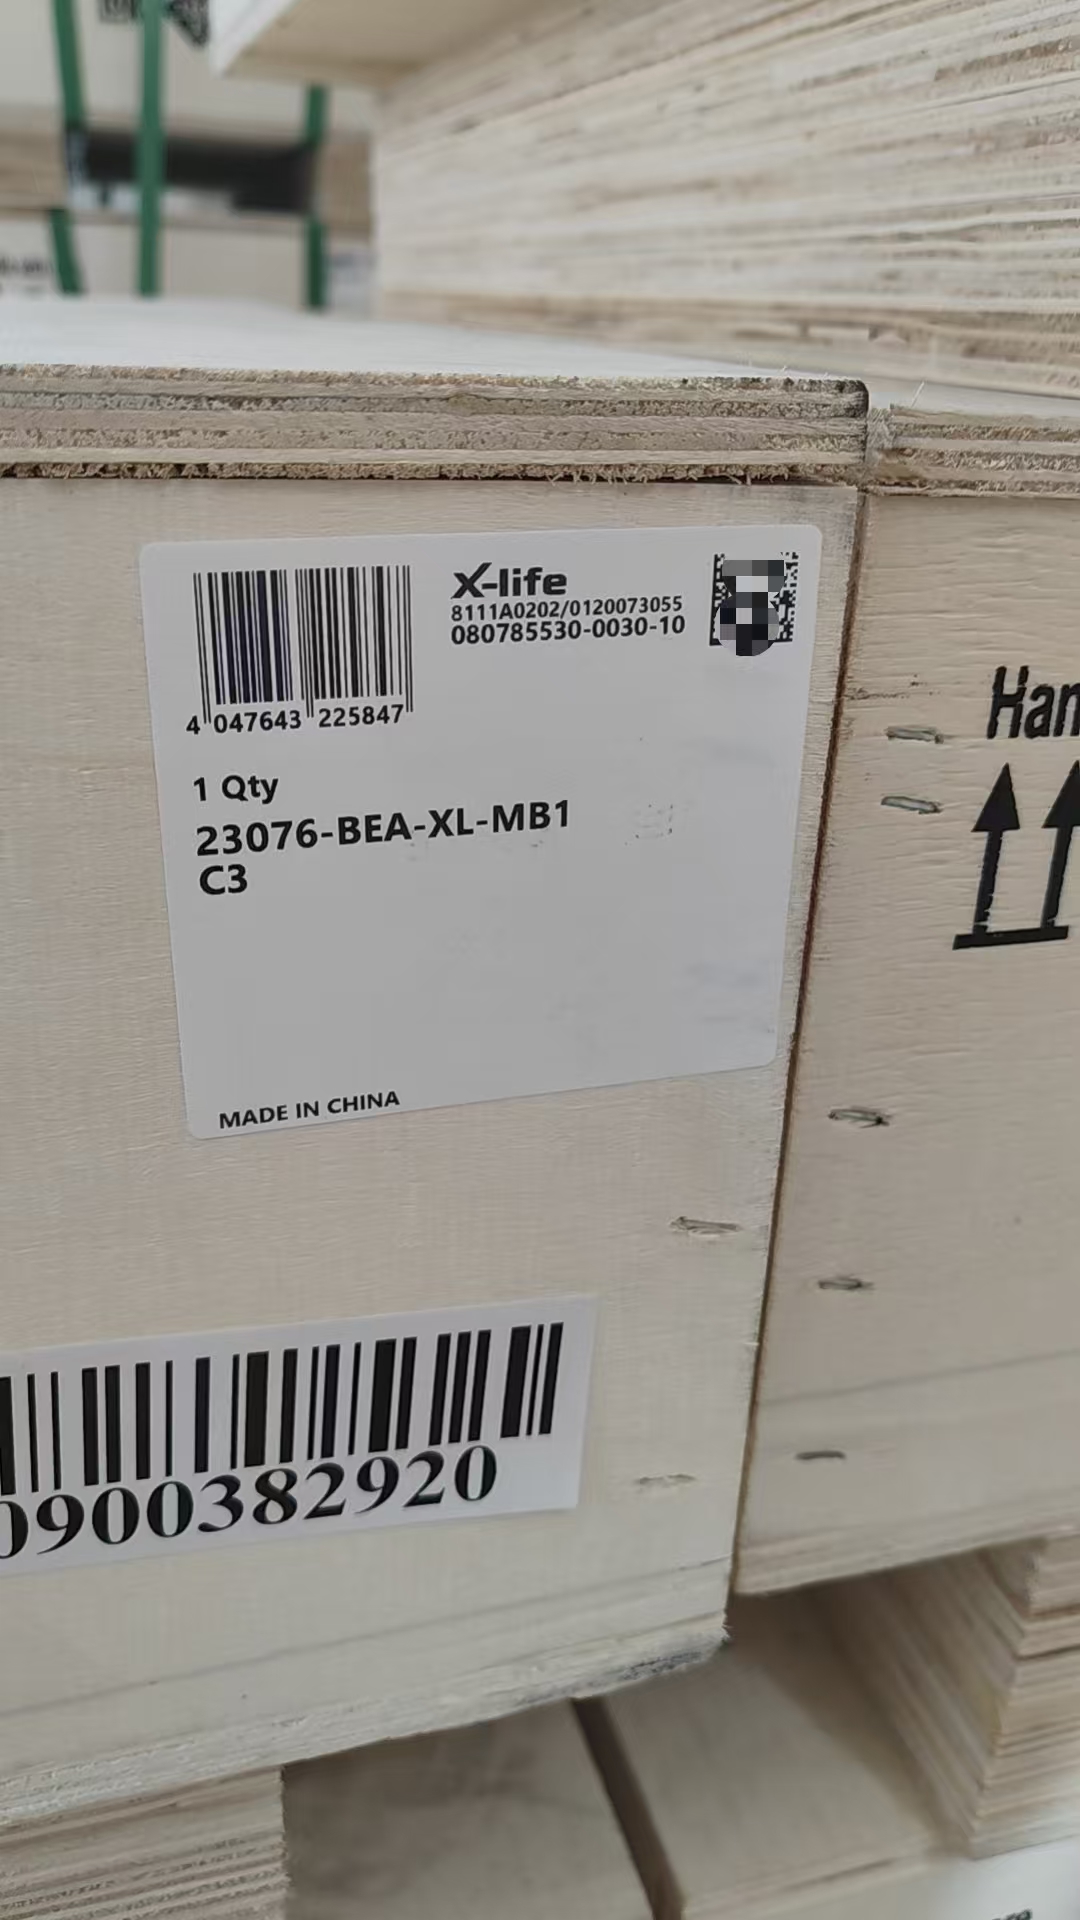 X-life
8111A0202/0120073055
080785530-0030-10
4 047643 225847
1 Qty
23076-BEA-XL-MB1
C3
MADE IN CHINA
Han
0900382920